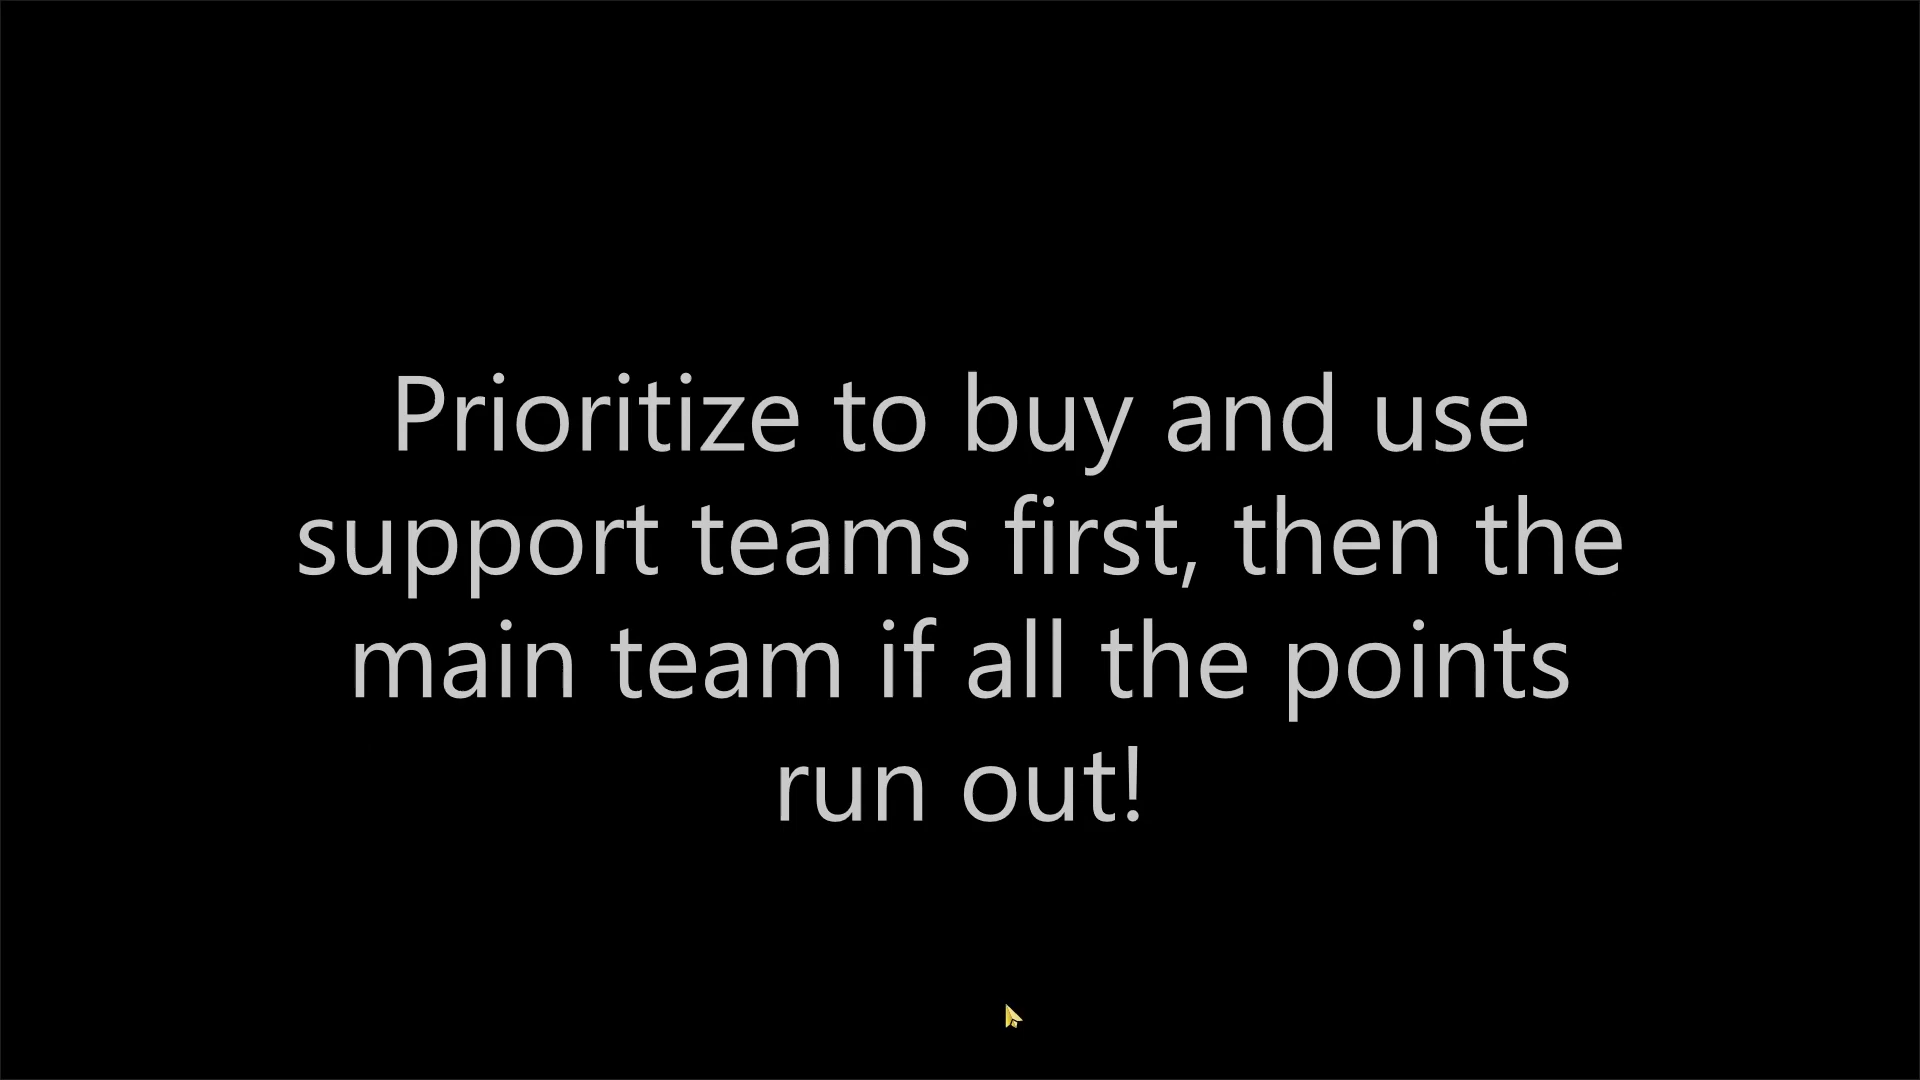 Prioritize to buy and use
support teams first, then the
main team if all the points
run out!